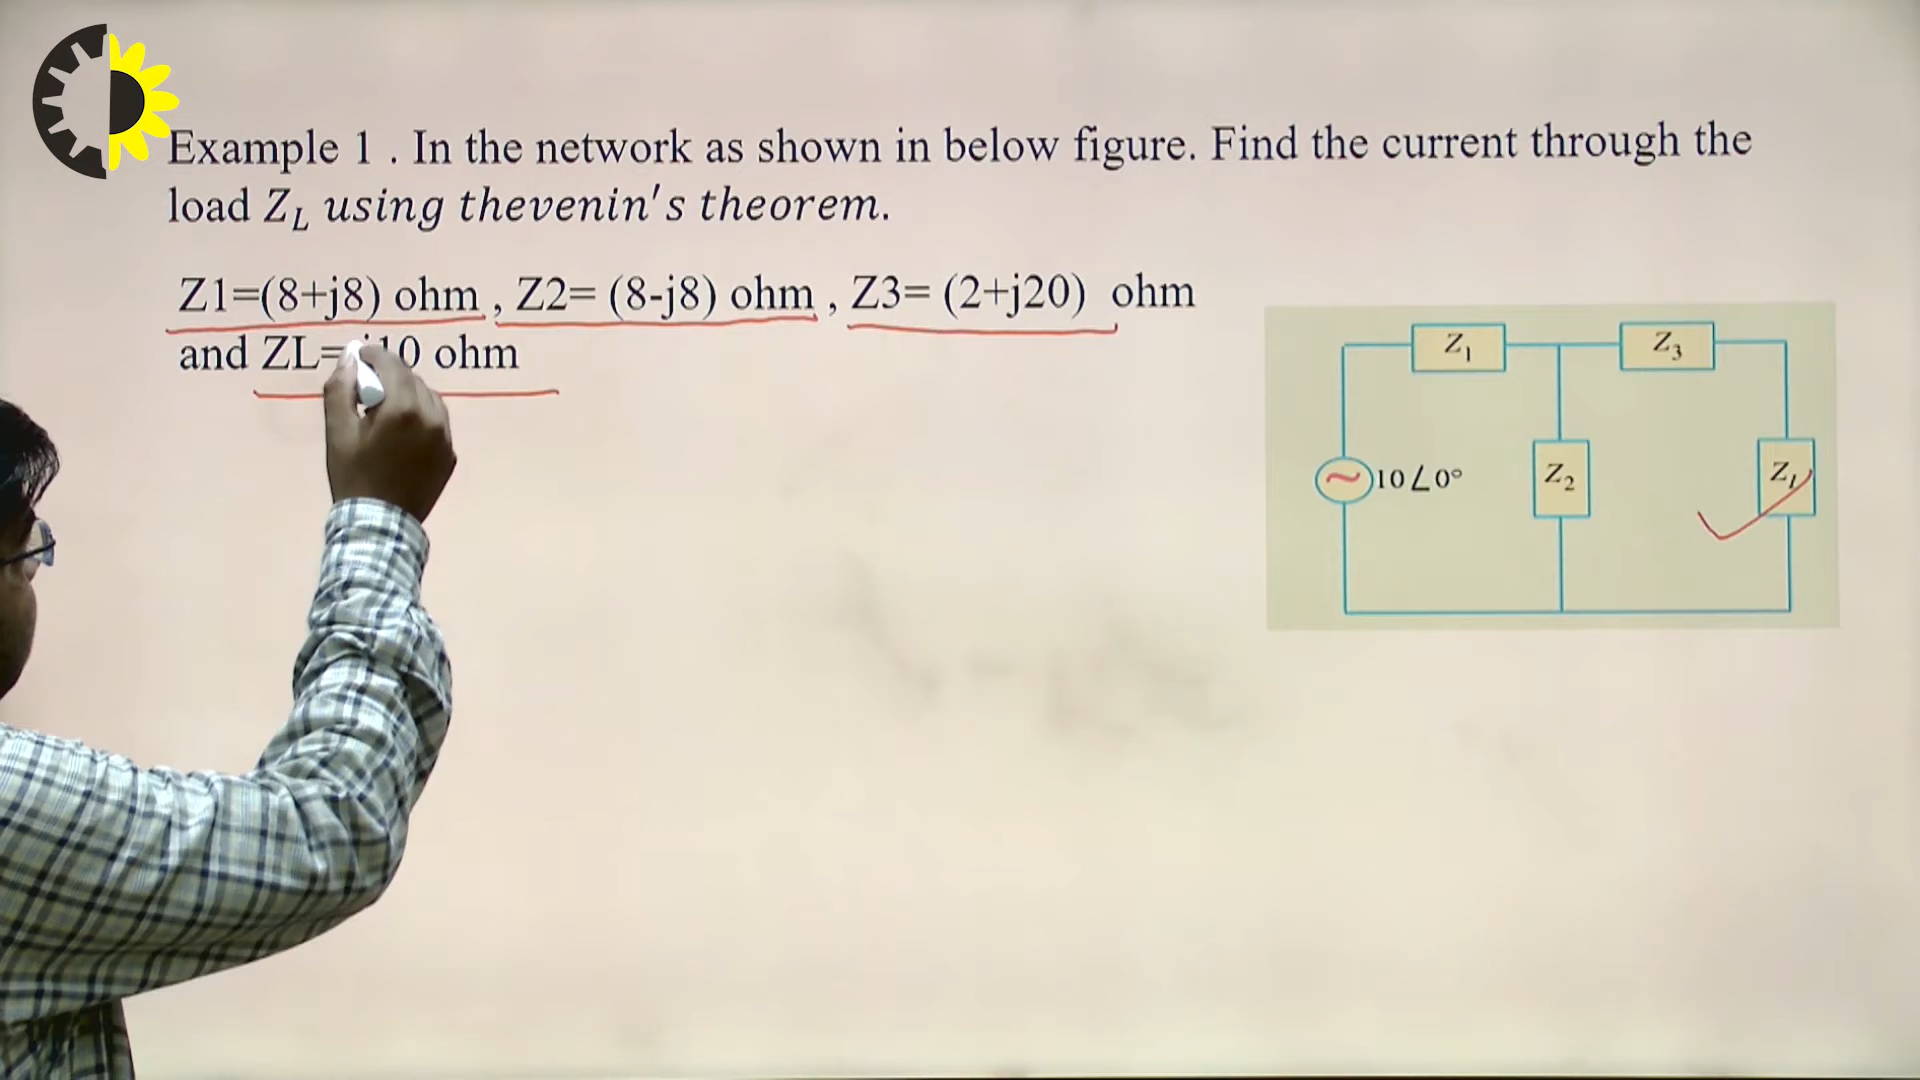 Example 1 . In the network as shown in below figure. Find the current through the
load Z_L using thevenin's theorem.
Z1=(8+j8) ohm , Z2= (8-j8) ohm , Z3= (2+j20) ohm
and ZL=j10 ohm
Z₁
Z₃
10∠0°
Z₂